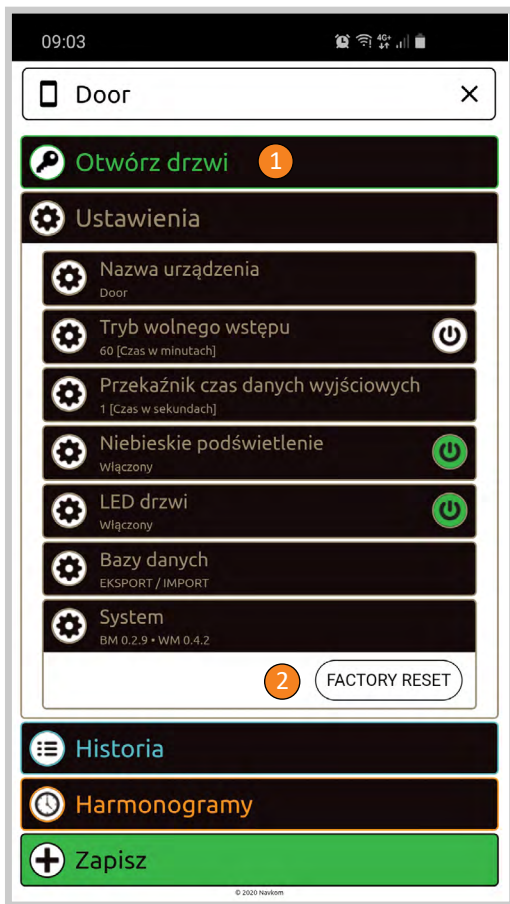 09:03
4G+
Door
Otwórz drzwi 1
Ustawienia
Nazwa urządzenia
Door
Tryb wolnego wstępu
60 [Czas w minutach]
Przekaźnik czas danych wyjściowych
1 [Czas w sekundach]
Niebieskie podświetlenie
Włączony
LED drzwi
Włączony
Bazy danych
EKSPORT / IMPORT
System
BM 0.2.9 • WM 0.4.2
2 FACTORY RESET
Historia
Harmonogramy
Zapisz
© 2020 Navkom